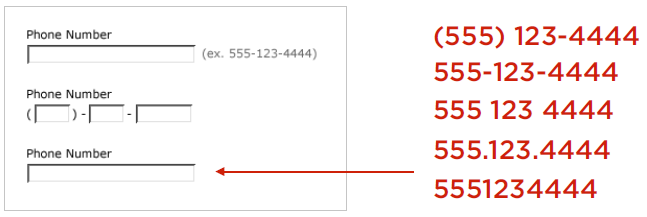 Phone Number
(ex. 555-123-4444)
Phone Number
( ) - -
Phone Number
(555) 123-4444
555-123-4444
555 123 4444
555.123.4444
5551234444